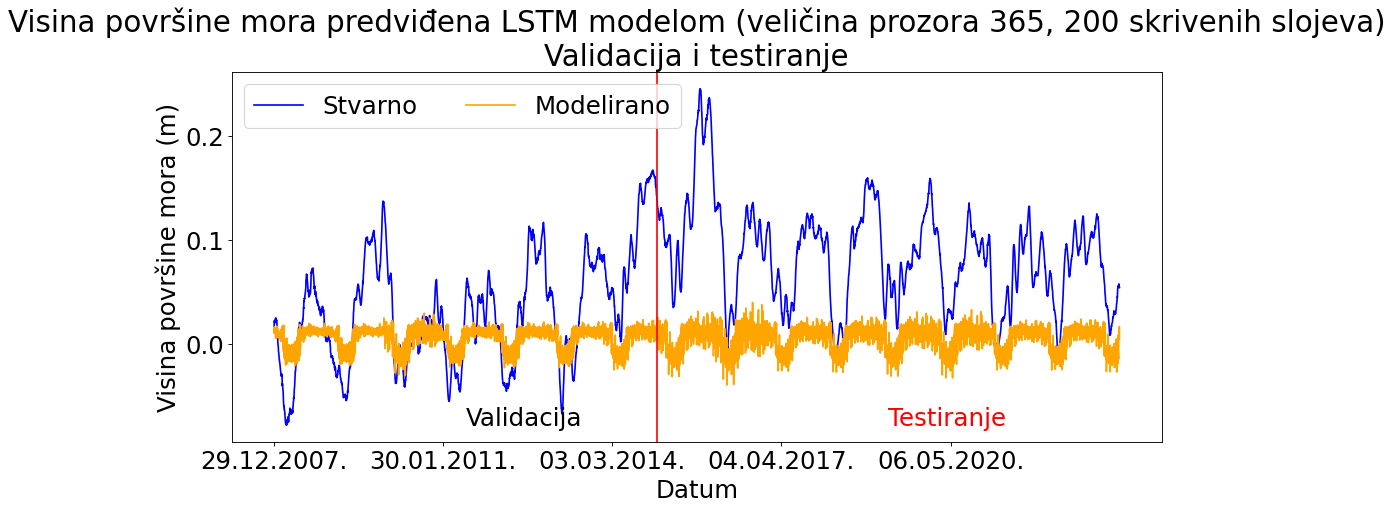 Visina površine mora predviđena LSTM modelom (veličina prozora 365, 200 skrivenih slojeva)
Validacija i testiranje
Stvarno
Modelirano
Visina površine mora (m)
0.2
0.1
0.0
Validacija
Testiranje
29.12.2007.
30.01.2011.
03.03.2014.
04.04.2017.
06.05.2020.
Datum